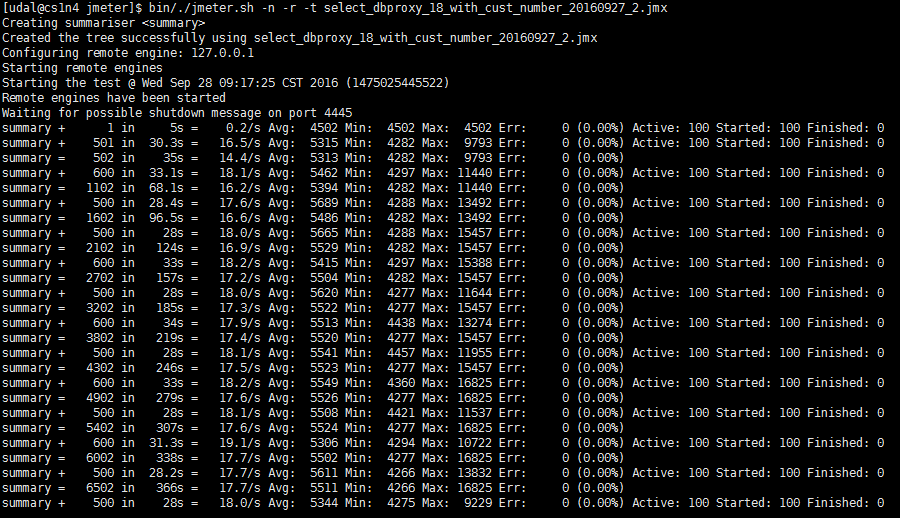 [udal@cs1n4 jmeter]$ bin/./jmeter.sh -n -r -t select_dbproxy_18_with_cust_number_20160927_2.jmx
Creating summariser <summary>
Created the tree successfully using select_dbproxy_18_with_cust_number_20160927_2.jmx
Configuring remote engine: 127.0.0.1
Starting remote engines
Starting the test @ Wed Sep 28 09:17:25 CST 2016 (1475025445522)
Remote engines have been started
Waiting for possible shutdown message on port 4445
summary +      1 in     5s =    0.2/s Avg:  4502 Min:  4502 Max:  4502 Err:     0 (0.00%) Active: 100 Started: 100 Finished: 0
summary +    501 in  30.3s =   16.5/s Avg:  5315 Min:  4282 Max:  9793 Err:     0 (0.00%) Active: 100 Started: 100 Finished: 0
summary =    502 in    35s =   14.4/s Avg:  5313 Min:  4282 Max:  9793 Err:     0 (0.00%)
summary +    600 in  33.1s =   18.1/s Avg:  5462 Min:  4297 Max: 11440 Err:     0 (0.00%) Active: 100 Started: 100 Finished: 0
summary =   1102 in  68.1s =   16.2/s Avg:  5394 Min:  4282 Max: 11440 Err:     0 (0.00%)
summary +    500 in  28.4s =   17.6/s Avg:  5689 Min:  4288 Max: 13492 Err:     0 (0.00%) Active: 100 Started: 100 Finished: 0
summary =   1602 in  96.5s =   16.6/s Avg:  5486 Min:  4282 Max: 13492 Err:     0 (0.00%)
summary +    500 in    28s =   18.0/s Avg:  5665 Min:  4288 Max: 15457 Err:     0 (0.00%) Active: 100 Started: 100 Finished: 0
summary =   2102 in   124s =   16.9/s Avg:  5529 Min:  4282 Max: 15457 Err:     0 (0.00%)
summary +    600 in    33s =   18.2/s Avg:  5415 Min:  4297 Max: 15388 Err:     0 (0.00%) Active: 100 Started: 100 Finished: 0
summary =   2702 in   157s =   17.2/s Avg:  5504 Min:  4282 Max: 15457 Err:     0 (0.00%)
summary +    500 in    28s =   18.0/s Avg:  5620 Min:  4277 Max: 11644 Err:     0 (0.00%) Active: 100 Started: 100 Finished: 0
summary =   3202 in   185s =   17.3/s Avg:  5522 Min:  4277 Max: 15457 Err:     0 (0.00%)
summary +    600 in    34s =   17.9/s Avg:  5513 Min:  4438 Max: 13274 Err:     0 (0.00%) Active: 100 Started: 100 Finished: 0
summary =   3802 in   219s =   17.4/s Avg:  5520 Min:  4277 Max: 15457 Err:     0 (0.00%)
summary +    500 in    28s =   18.1/s Avg:  5541 Min:  4457 Max: 11955 Err:     0 (0.00%) Active: 100 Started: 100 Finished: 0
summary =   4302 in   246s =   17.5/s Avg:  5523 Min:  4277 Max: 15457 Err:     0 (0.00%)
summary +    600 in    33s =   18.2/s Avg:  5549 Min:  4360 Max: 16825 Err:     0 (0.00%) Active: 100 Started: 100 Finished: 0
summary =   4902 in   279s =   17.6/s Avg:  5526 Min:  4277 Max: 16825 Err:     0 (0.00%)
summary +    500 in    28s =   18.1/s Avg:  5508 Min:  4421 Max: 11537 Err:     0 (0.00%) Active: 100 Started: 100 Finished: 0
summary =   5402 in   307s =   17.6/s Avg:  5524 Min:  4277 Max: 16825 Err:     0 (0.00%)
summary +    600 in  31.3s =   19.1/s Avg:  5306 Min:  4294 Max: 10722 Err:     0 (0.00%) Active: 100 Started: 100 Finished: 0
summary =   6002 in   338s =   17.7/s Avg:  5502 Min:  4277 Max: 16825 Err:     0 (0.00%)
summary +    500 in  28.2s =   17.7/s Avg:  5611 Min:  4266 Max: 13832 Err:     0 (0.00%) Active: 100 Started: 100 Finished: 0
summary =   6502 in   366s =   17.7/s Avg:  5511 Min:  4266 Max: 16825 Err:     0 (0.00%)
summary +    500 in    28s =   18.0/s Avg:  5344 Min:  4275 Max:  9229 Err:     0 (0.00%) Active: 100 Started: 100 Finished: 0